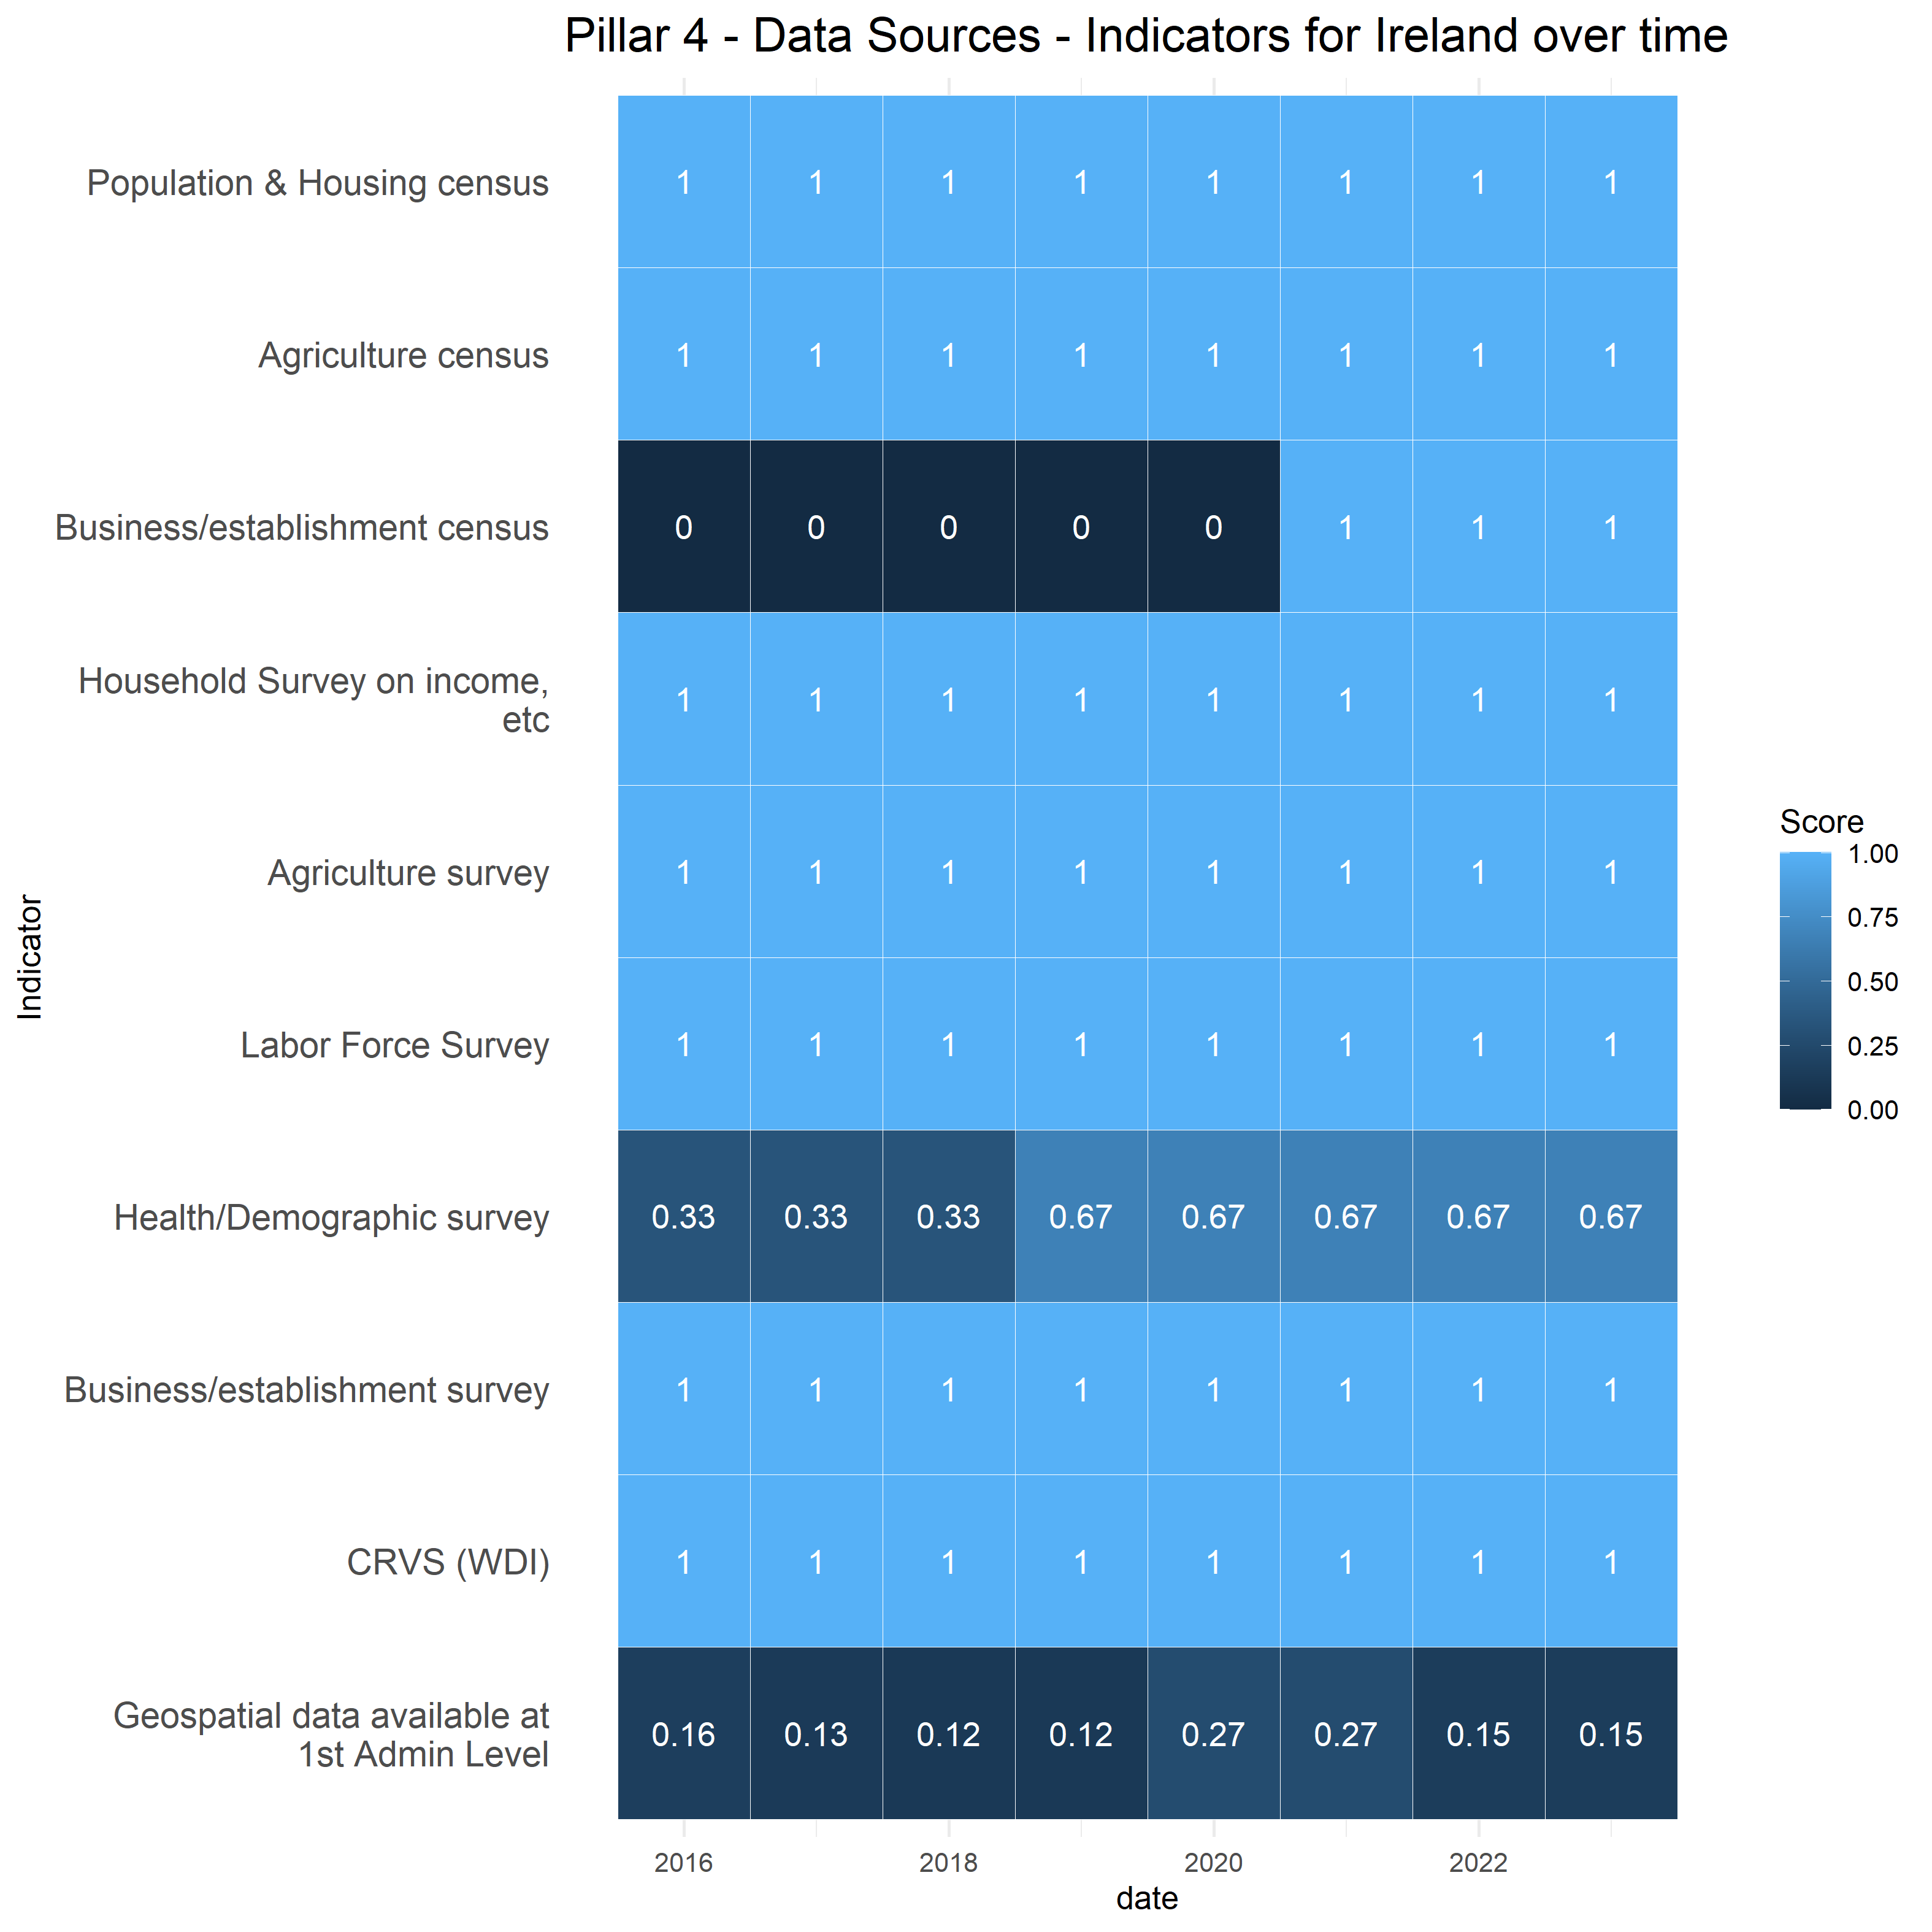 Pillar 4 - Data Sources - Indicators for Ireland over time
Population & Housing census
1 1 1 1 1 1 1 1
Agriculture census
1 1 1 1 1 1 1 1
Business/establishment census
0 0 0 0 0 1 1 1
Household Survey on income,
etc
1 1 1 1 1 1 1 1
Agriculture survey
1 1 1 1 1 1 1 1
Labor Force Survey
1 1 1 1 1 1 1 1
Health/Demographic survey
0.33 0.33 0.33 0.67 0.67 0.67 0.67 0.67
Business/establishment survey
1 1 1 1 1 1 1 1
CRVS (WDI)
1 1 1 1 1 1 1 1
Geospatial data available at
1st Admin Level
0.16 0.13 0.12 0.12 0.27 0.27 0.15 0.15
2016 2018 2020 2022
date
Indicator
Score
1.00
0.75
0.50
0.25
0.00